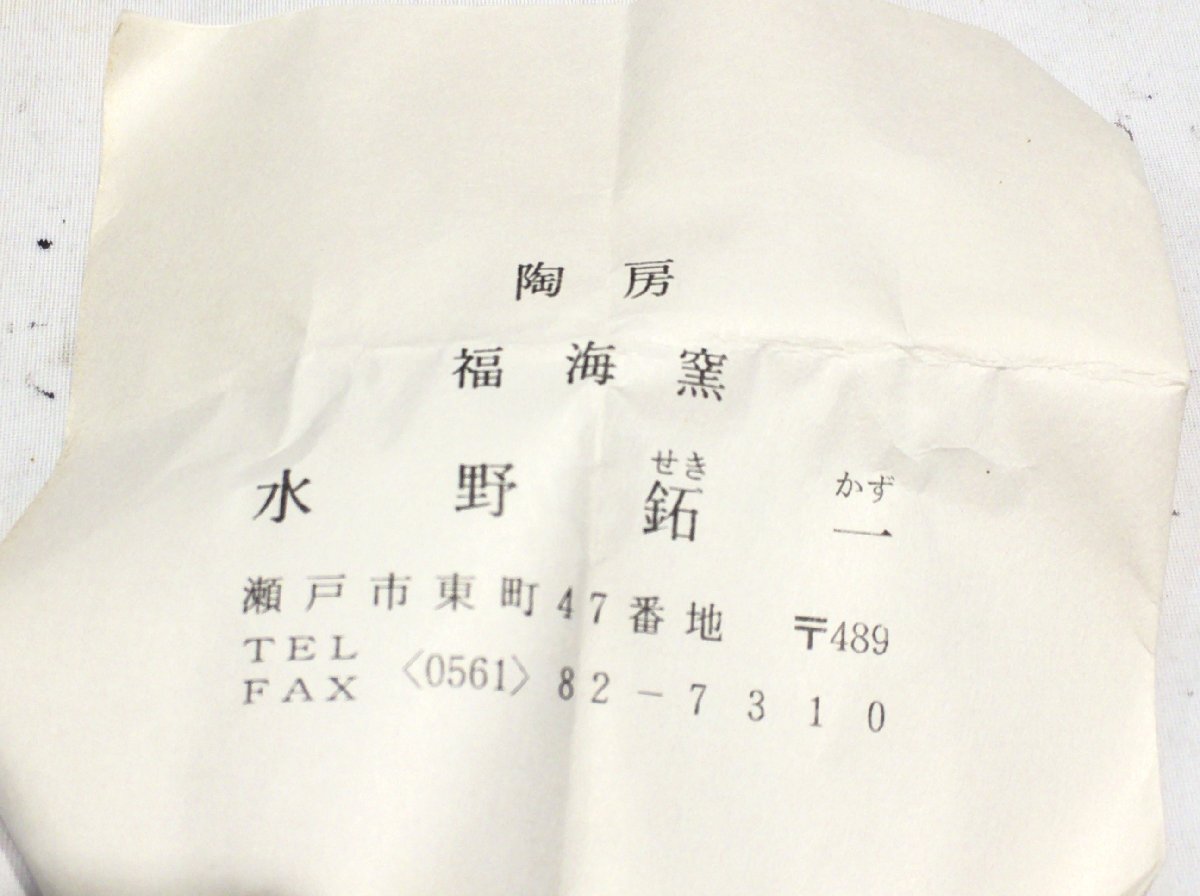 陶房
福海窯
せき かず
水野鉐一
瀬戸市東町47番地 〒489
TEL
FAX 〈0561〉82-7310